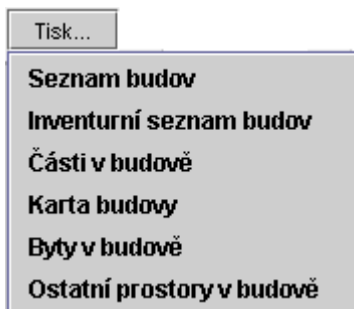 Tisk...
Seznam budov
Inventurní seznam budov
Části v budově
Karta budovy
Byty v budově
Ostatní prostory v budově